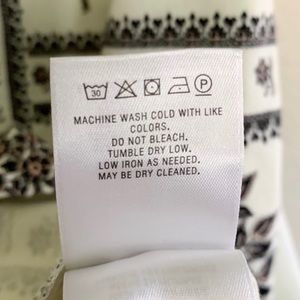 30 P
MACHINE WASH COLD WITH LIKE
COLORS.
DO NOT BLEACH.
TUMBLE DRY LOW.
LOW IRON AS NEEDED.
MAY BE DRY CLEANED.